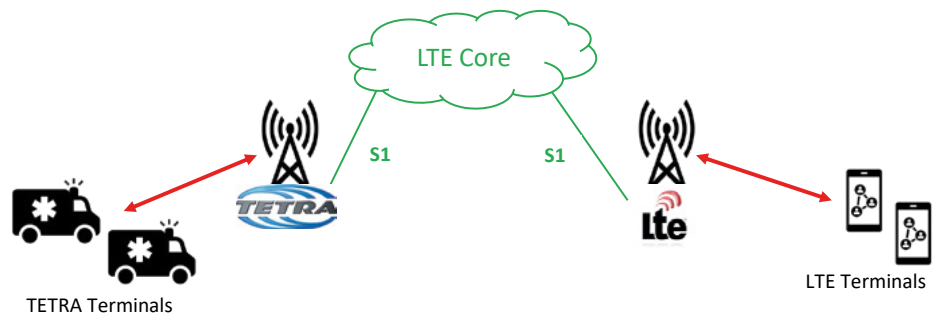 LTE Core
S1
S1
TETRA
Lte
LTE Terminals
TETRA Terminals